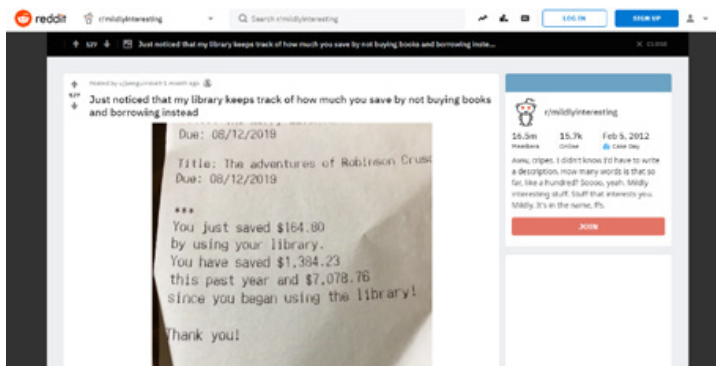 reddit
r/mildlyinteresting
Search r/mildlyinteresting
LOG IN
SIGN UP
527
Just noticed that my library keeps track of how much you save by not buying books and borrowing inste...
CLOSE
527
Just noticed that my library keeps track of how much you save by not buying books
and borrowing instead
Due: 08/12/2019
Title: The adventures of Robinson Crus
Due: 08/12/2019
***
You just saved $164.80
by using your library.
You have saved $1,384.23
this past year and $7,078.76
since you began using the library!
Thank you!
r/mildlyinteresting
16.5m
15.7k
Feb 5, 2012
Members
Online
Cake Day
Aww, cripes. I didn't know I'd have to write
a description. How many words is that so
far, like a hundred? Soooo, yeah. Mildly
interesting stuff. Stuff that interests you.
Mildly. It's in the name, ffs.
JOIN